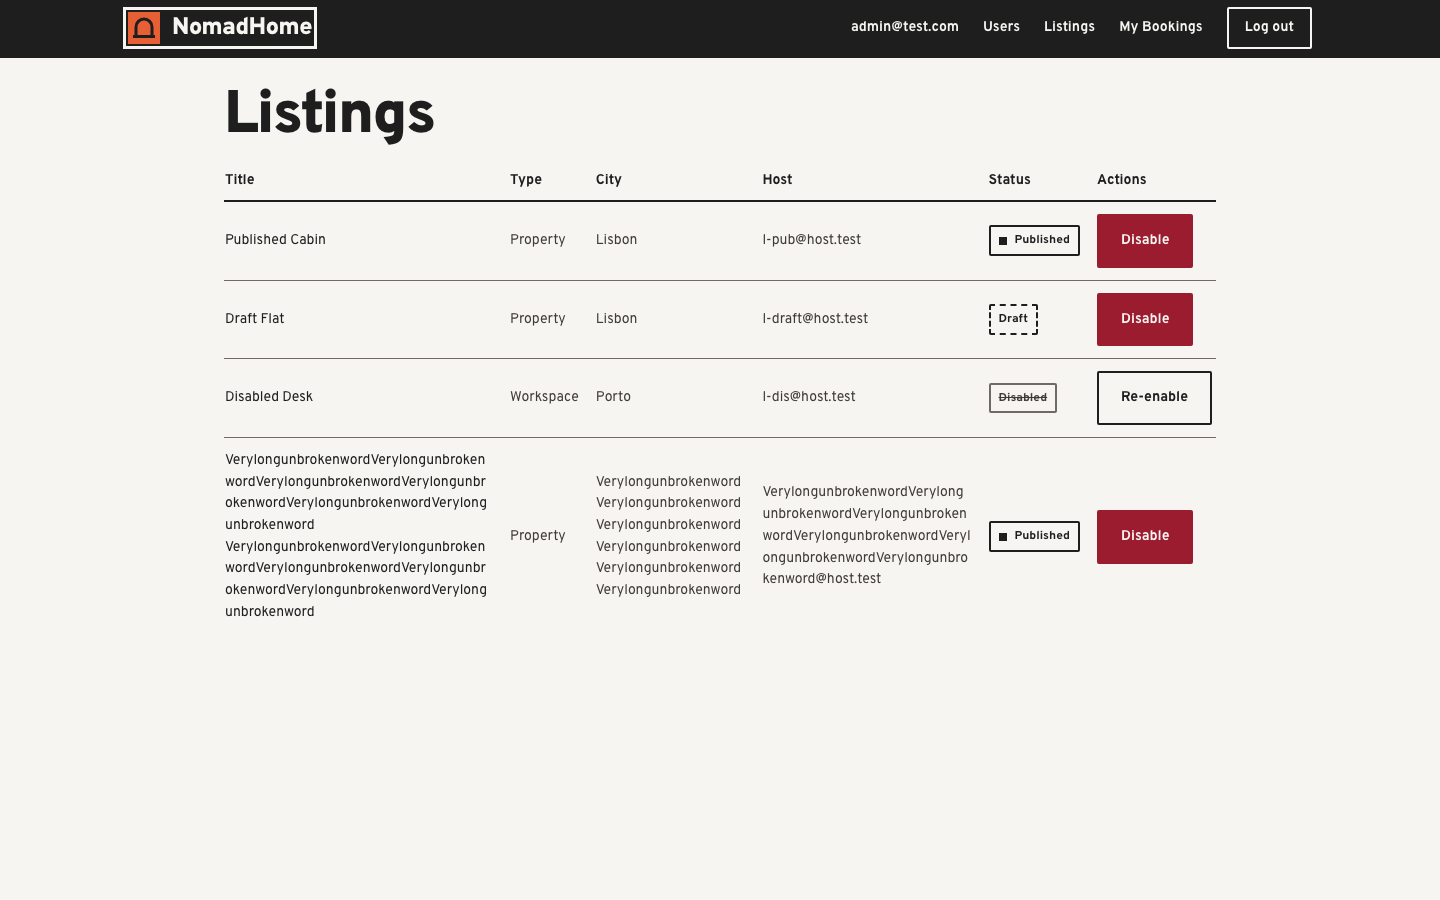 NomadHome
admin@test.com Users Listings My Bookings Log out
Listings
Title Type City Host Status Actions
Published Cabin Property Lisbon l-pub@host.test Published Disable
Draft Flat Property Lisbon l-draft@host.test Draft Disable
Disabled Desk Workspace Porto l-dis@host.test Disabled Re-enable
VerylongunbrokenwordVerylongunbroken
wordVerylongunbrokenwordVerylongunbr
okenwordVerylongunbrokenwordVerylong
unbrokenword
VerylongunbrokenwordVerylongunbroken
wordVerylongunbrokenwordVerylongunbr
okenwordVerylongunbrokenwordVerylong
unbrokenword
Property
Verylongunbrokenword
Verylongunbrokenword
Verylongunbrokenword
Verylongunbrokenword
Verylongunbrokenword
Verylongunbrokenword
VerylongunbrokenwordVerylong
unbrokenwordVerylongunbroken
wordVerylongunbrokenwordVeryl
ongunbrokenwordVerylongunbro
kenword@host.test
Published
Disable